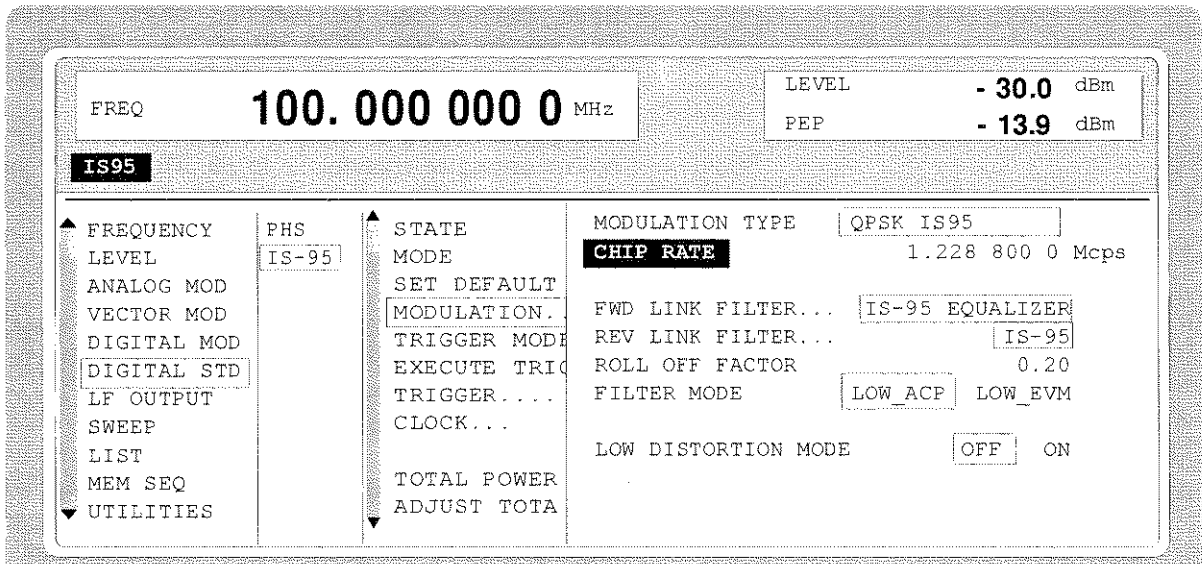 FREQ 100. 000 000 0 MHz
LEVEL - 30.0 dBm
PEP - 13.9 dBm
IS95
FREQUENCY
LEVEL
ANALOG MOD
VECTOR MOD
DIGITAL MOD
DIGITAL STD
LF OUTPUT
SWEEP
LIST
MEM SEQ
UTILITIES
PHS
IS-95
STATE
MODE
SET DEFAULT
MODULATION..
TRIGGER MODE
EXECUTE TRIG
TRIGGER....
CLOCK...
TOTAL POWER
ADJUST TOTA
MODULATION TYPE QPSK IS95
CHIP RATE 1.228 800 0 Mcps
FWD LINK FILTER... IS-95 EQUALIZER
REV LINK FILTER... IS-95
ROLL OFF FACTOR 0.20
FILTER MODE LOW_ACP LOW_EVM
LOW DISTORTION MODE OFF ON